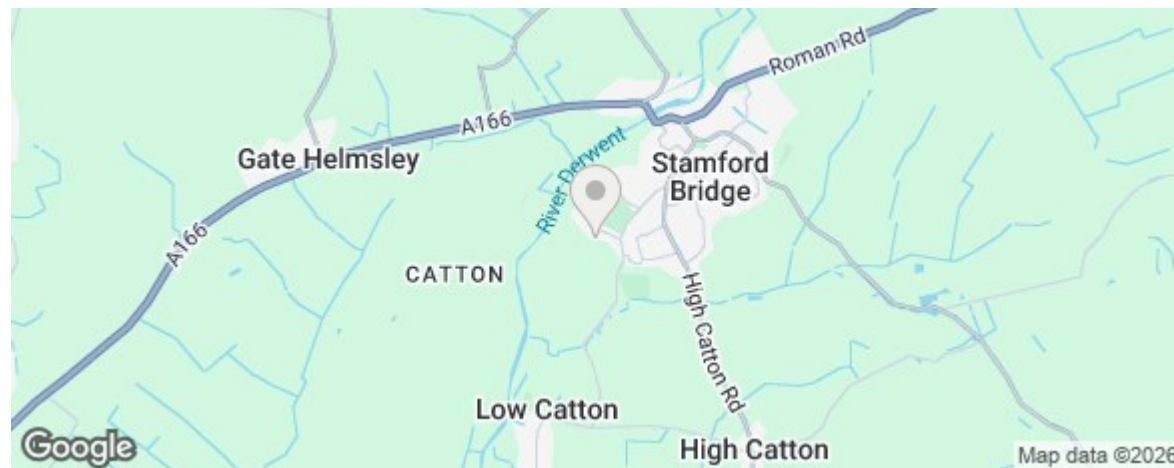 Roman Rd
A166
Gate Helmsley
River Derwent
Stamford
Bridge
A166
CATTON
High Catton Rd
Low Catton
High Catton
Google
Map data ©2026